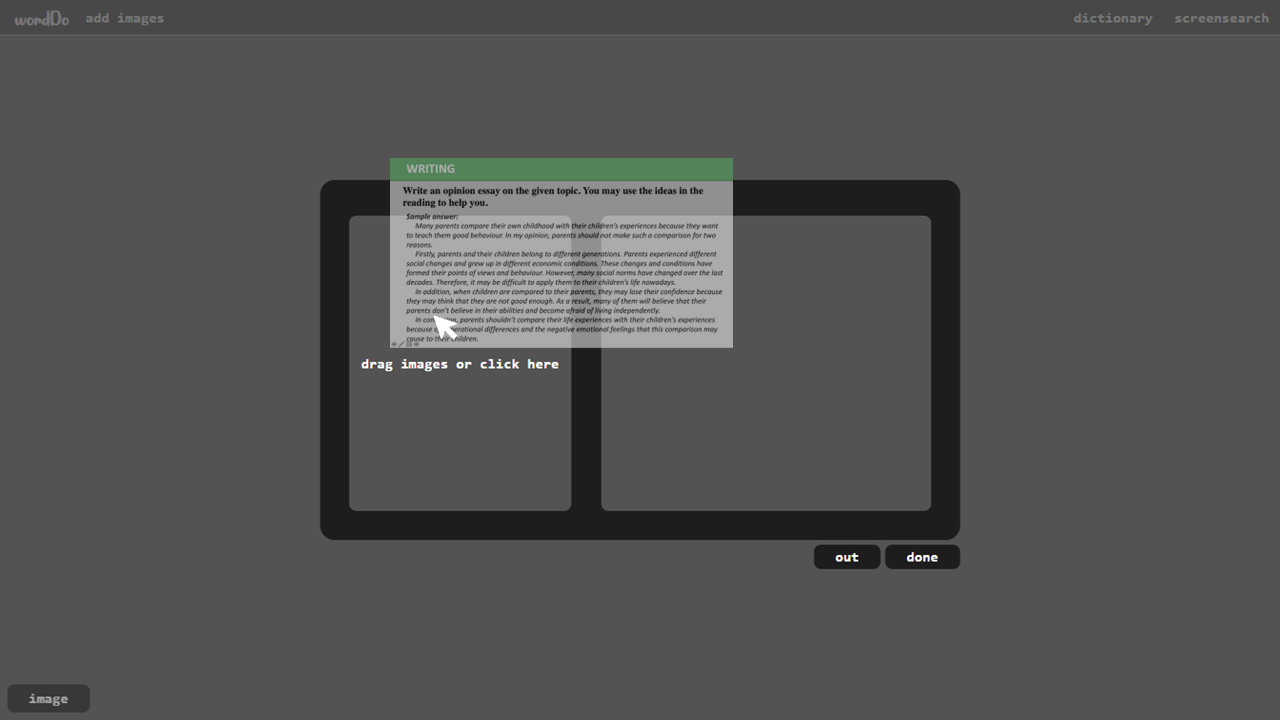 wordDo add images dictionary screensearch
WRITING
Write an opinion essay on the given topic. You may use the ideas in the
reading to help you.
Sample answer:
Many parents compare their own childhood with their children's experiences because they want
to teach them good behaviour. In my opinion, parents should not make such a comparison for two
reasons.
Firstly, parents and their children belong to different generations. Parents experienced different
social changes and grew up in different economic conditions. These changes and conditions have
formed their points of views and behaviour. However, many social norms have changed over the last
decades. Therefore, it may be difficult to apply them to their children's life nowadays.
In addition, when children are compared to their parents, they may lose their confidence because
they may think that they are not good enough. As a result, many of them will believe that their
parents don't believe in their abilities and become afraid of living independently.
In parents shouldn't compare their life experiences with their children's experiences
because differences and the negative emotional feelings that this comparison may
cause to their children.
drag images or click here
out done
image